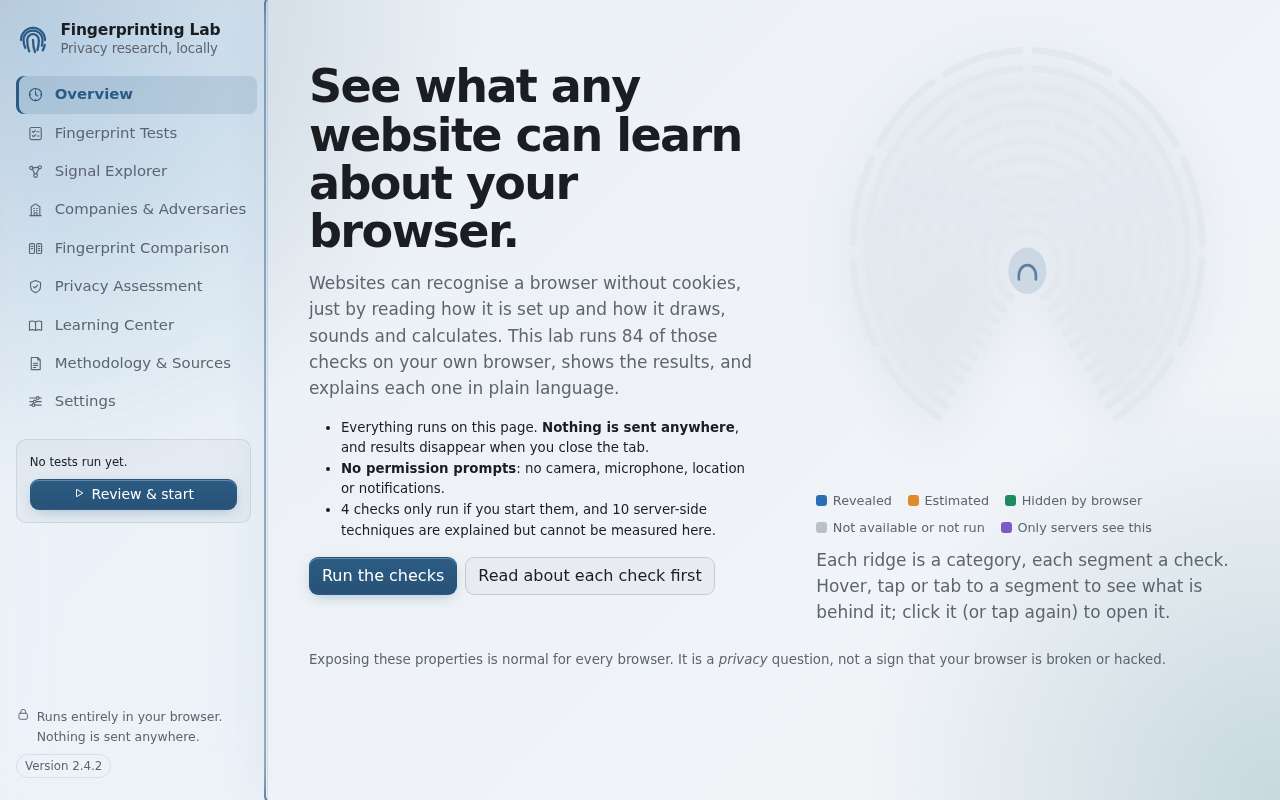 Fingerprinting Lab
Privacy research, locally
Overview
Fingerprint Tests
Signal Explorer
Companies & Adversaries
Fingerprint Comparison
Privacy Assessment
Learning Center
Methodology & Sources
Settings
No tests run yet.
Review & start
Runs entirely in your browser.
Nothing is sent anywhere.
Version 2.4.2
See what any
website can learn
about your
browser.
Websites can recognise a browser without cookies,
just by reading how it is set up and how it draws,
sounds and calculates. This lab runs 84 of those
checks on your own browser, shows the results, and
explains each one in plain language.
• Everything runs on this page. Nothing is sent anywhere,
and results disappear when you close the tab.
• No permission prompts: no camera, microphone, location
or notifications.
• 4 checks only run if you start them, and 10 server-side
techniques are explained but cannot be measured here.
Run the checks
Read about each check first
Revealed
Estimated
Hidden by browser
Not available or not run
Only servers see this
Each ridge is a category, each segment a check.
Hover, tap or tab to a segment to see what is
behind it; click it (or tap again) to open it.
Exposing these properties is normal for every browser. It is a privacy question, not a sign that your browser is broken or hacked.